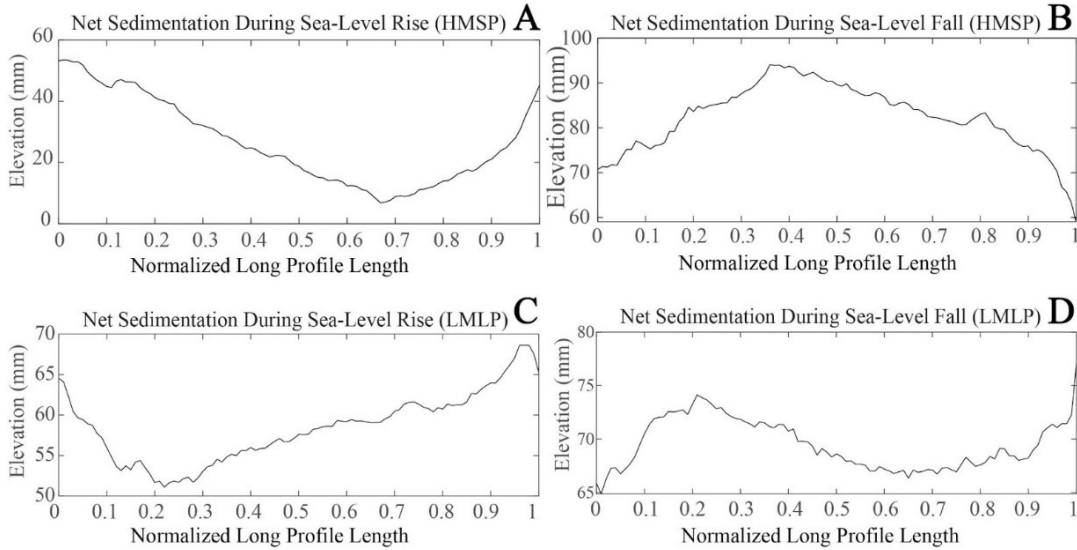 Net Sedimentation During Sea-Level Rise (HMSP) A
Elevation (mm)
60
40
20
0
0 0.1 0.2 0.3 0.4 0.5 0.6 0.7 0.8 0.9 1
Normalized Long Profile Length
Net Sedimentation During Sea-Level Fall (HMSP) B
Elevation (mm)
100
90
80
70
60
0 0.1 0.2 0.3 0.4 0.5 0.6 0.7 0.8 0.9 1
Normalized Long Profile Length
Net Sedimentation During Sea-Level Rise (LMLP) C
Elevation (mm)
70
65
60
55
50
0 0.1 0.2 0.3 0.4 0.5 0.6 0.7 0.8 0.9 1
Normalized Long Profile Length
Net Sedimentation During Sea-Level Fall (LMLP) D
Elevation (mm)
80
75
70
65
0 0.1 0.2 0.3 0.4 0.5 0.6 0.7 0.8 0.9 1
Normalized Long Profile Length